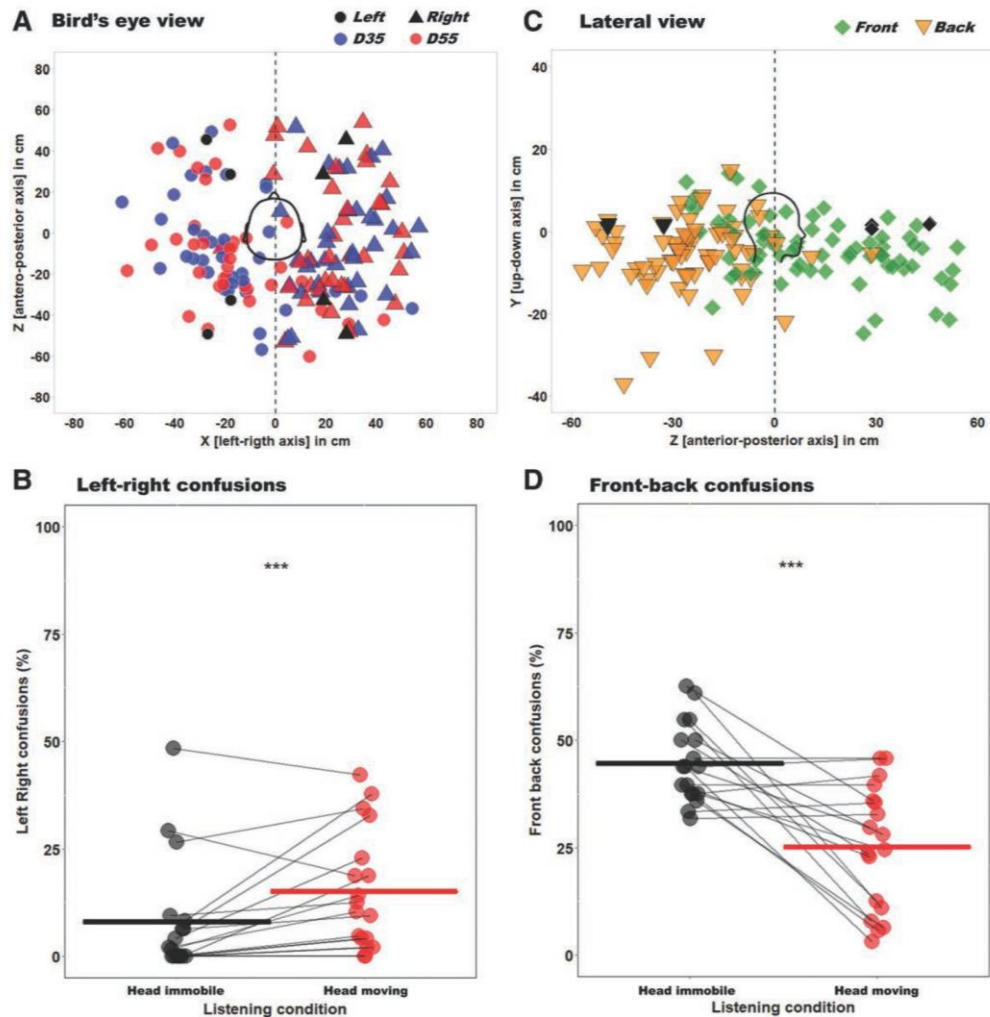 A Bird's eye view
Left Right
D35 D55
Z [antero-posterior axis] in cm
80
60
40
20
0
-20
-40
-60
-80
-80 -60 -40 -20 0 20 40 60 80
X [left-rigth axis] in cm
C Lateral view
Front Back
Y [up-down axis] in cm
40
20
0
-20
-40
-60 -30 0 30 60
Z [anterior-posterior axis] in cm
B Left-right confusions
Left Right confusions (%)
100
75
50
25
0
***
Head immobile Head moving
Listening condition
D Front-back confusions
Front back confusions (%)
100
75
50
25
0
***
Head immobile Head moving
Listening condition